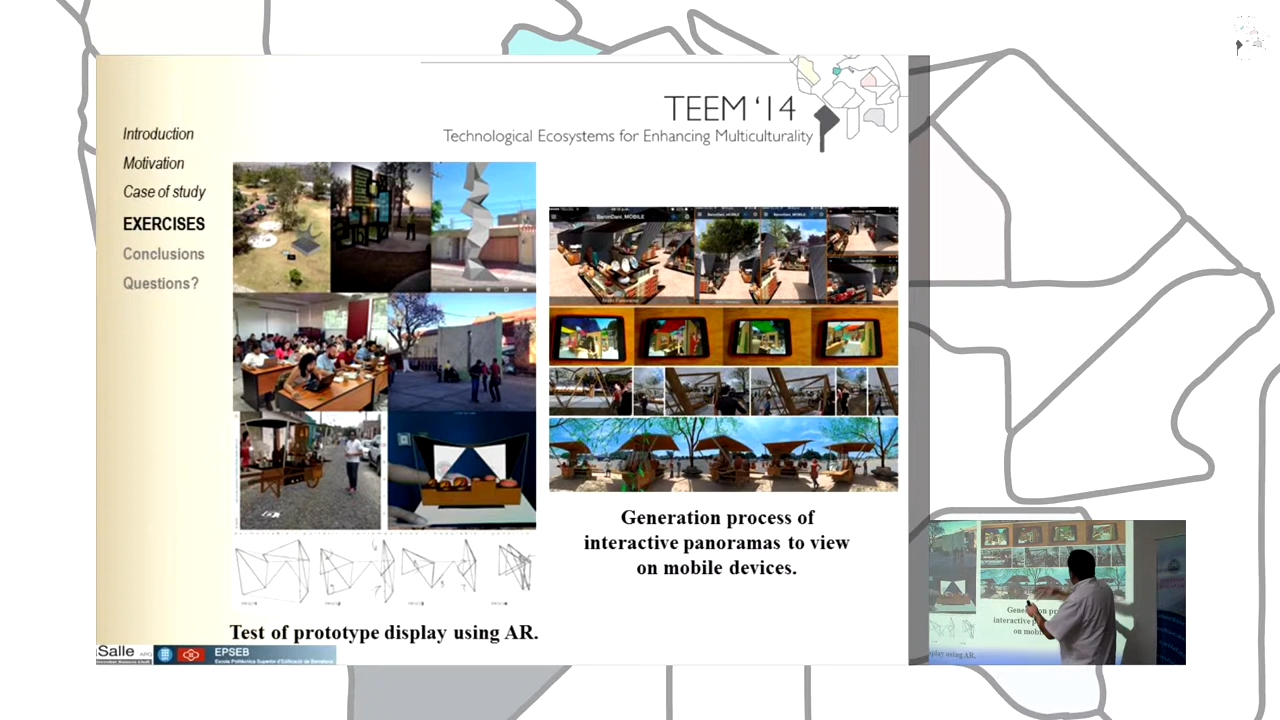 TEEM ‘14
Technological Ecosystems for Enhancing Multiculturality
Introduction
Motivation
Case of study
EXERCISES
Conclusions
Questions?
BaronDani_MOBILE
Generation process of
interactive panoramas to view
on mobile devices.
Test of prototype display using AR.
EPSEB
Escola Politècnica Superior d'Edificació de Barcelona